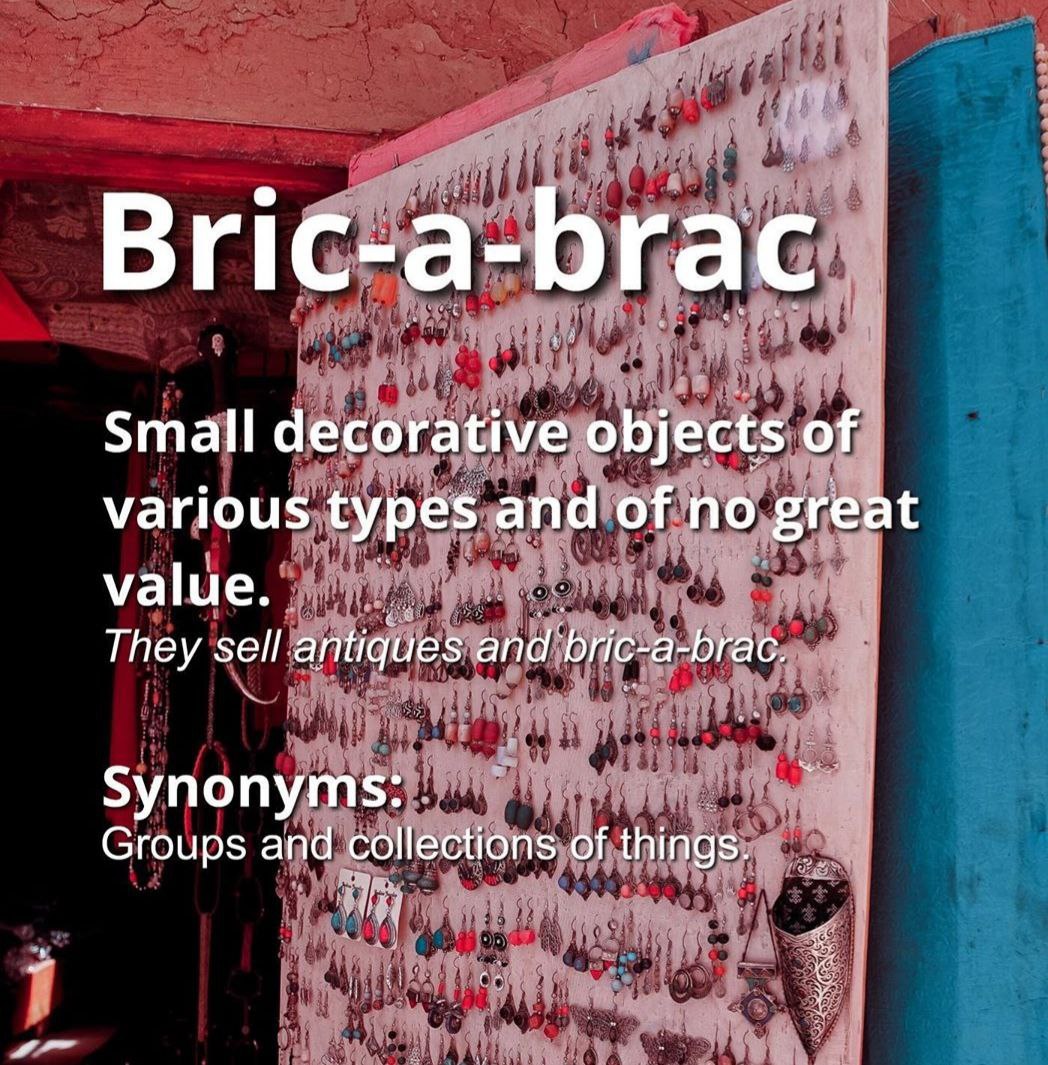 Bric-a-brac
Small decorative objects of
various types and of no great
value.
They sell antiques and bric-a-brac.
Synonyms:
Groups and collections of things.